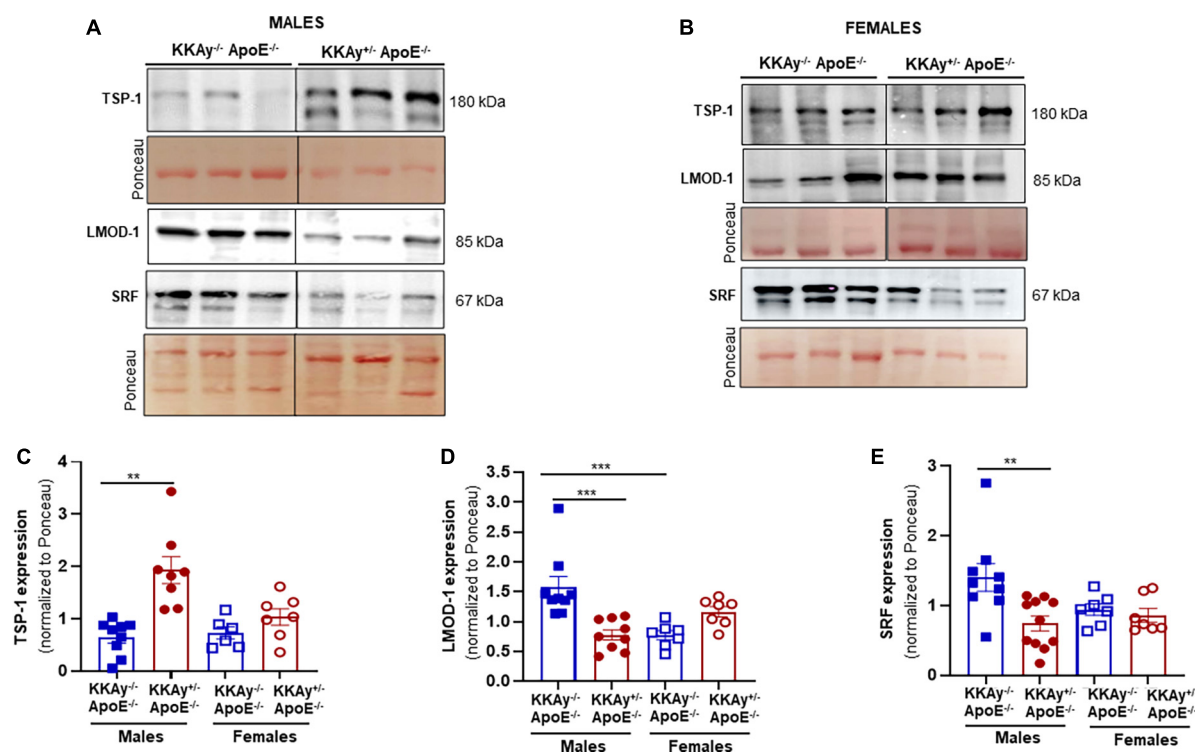 A
MALES
KKAy-/- ApoE-/- KKAy+/- ApoE-/-
TSP-1
180 kDa
Ponceau
LMOD-1
85 kDa
SRF
67 kDa
Ponceau
B
FEMALES
KKAy-/- ApoE-/- KKAy+/- ApoE-/-
TSP-1
180 kDa
LMOD-1
85 kDa
Ponceau
SRF
67 kDa
Ponceau
C
TSP-1 expression
(normalized to Ponceau)
4
3
2
1
0
**
KKAy-/- KKAy+/- KKAy-/- KKAy+/-
ApoE-/- ApoE-/- ApoE-/- ApoE-/-
Males Females
D
LMOD-1 expression
(normalized to Ponceau)
3.5
3.0
2.5
2.0
1.5
1.0
0.5
0.0
***
***
KKAy-/- KKAy+/- KKAy-/- KKAy+/-
ApoE-/- ApoE-/- ApoE-/- ApoE-/-
Males Females
E
SRF expression
(normalized to Ponceau)
3
2
1
0
**
KKAy-/- KKAy+/- KKAy-/- KKAy+/-
ApoE-/- ApoE-/- ApoE-/- ApoE-/-
Males Females